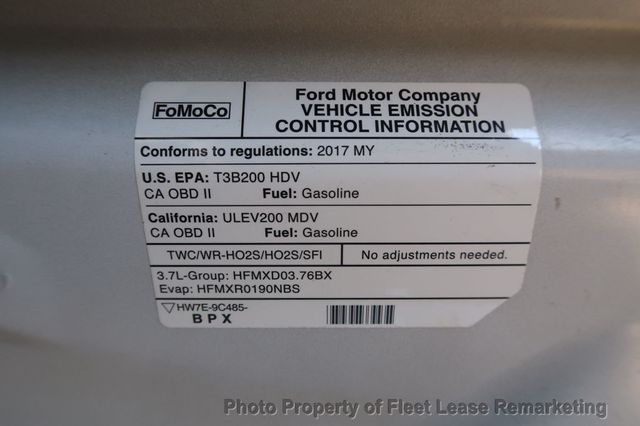 FoMoCo
Ford Motor Company
VEHICLE EMISSION
CONTROL INFORMATION
Conforms to regulations: 2017 MY
U.S. EPA: T3B200 HDV
CA OBD II Fuel: Gasoline
California: ULEV200 MDV
CA OBD II Fuel: Gasoline
TWC/WR-HO2S/HO2S/SFI No adjustments needed.
3.7L-Group: HFMXD03.76BX
Evap: HFMXR0190NBS
HW7E-9C485-
B P X
Photo Property of Fleet Lease Remarketing